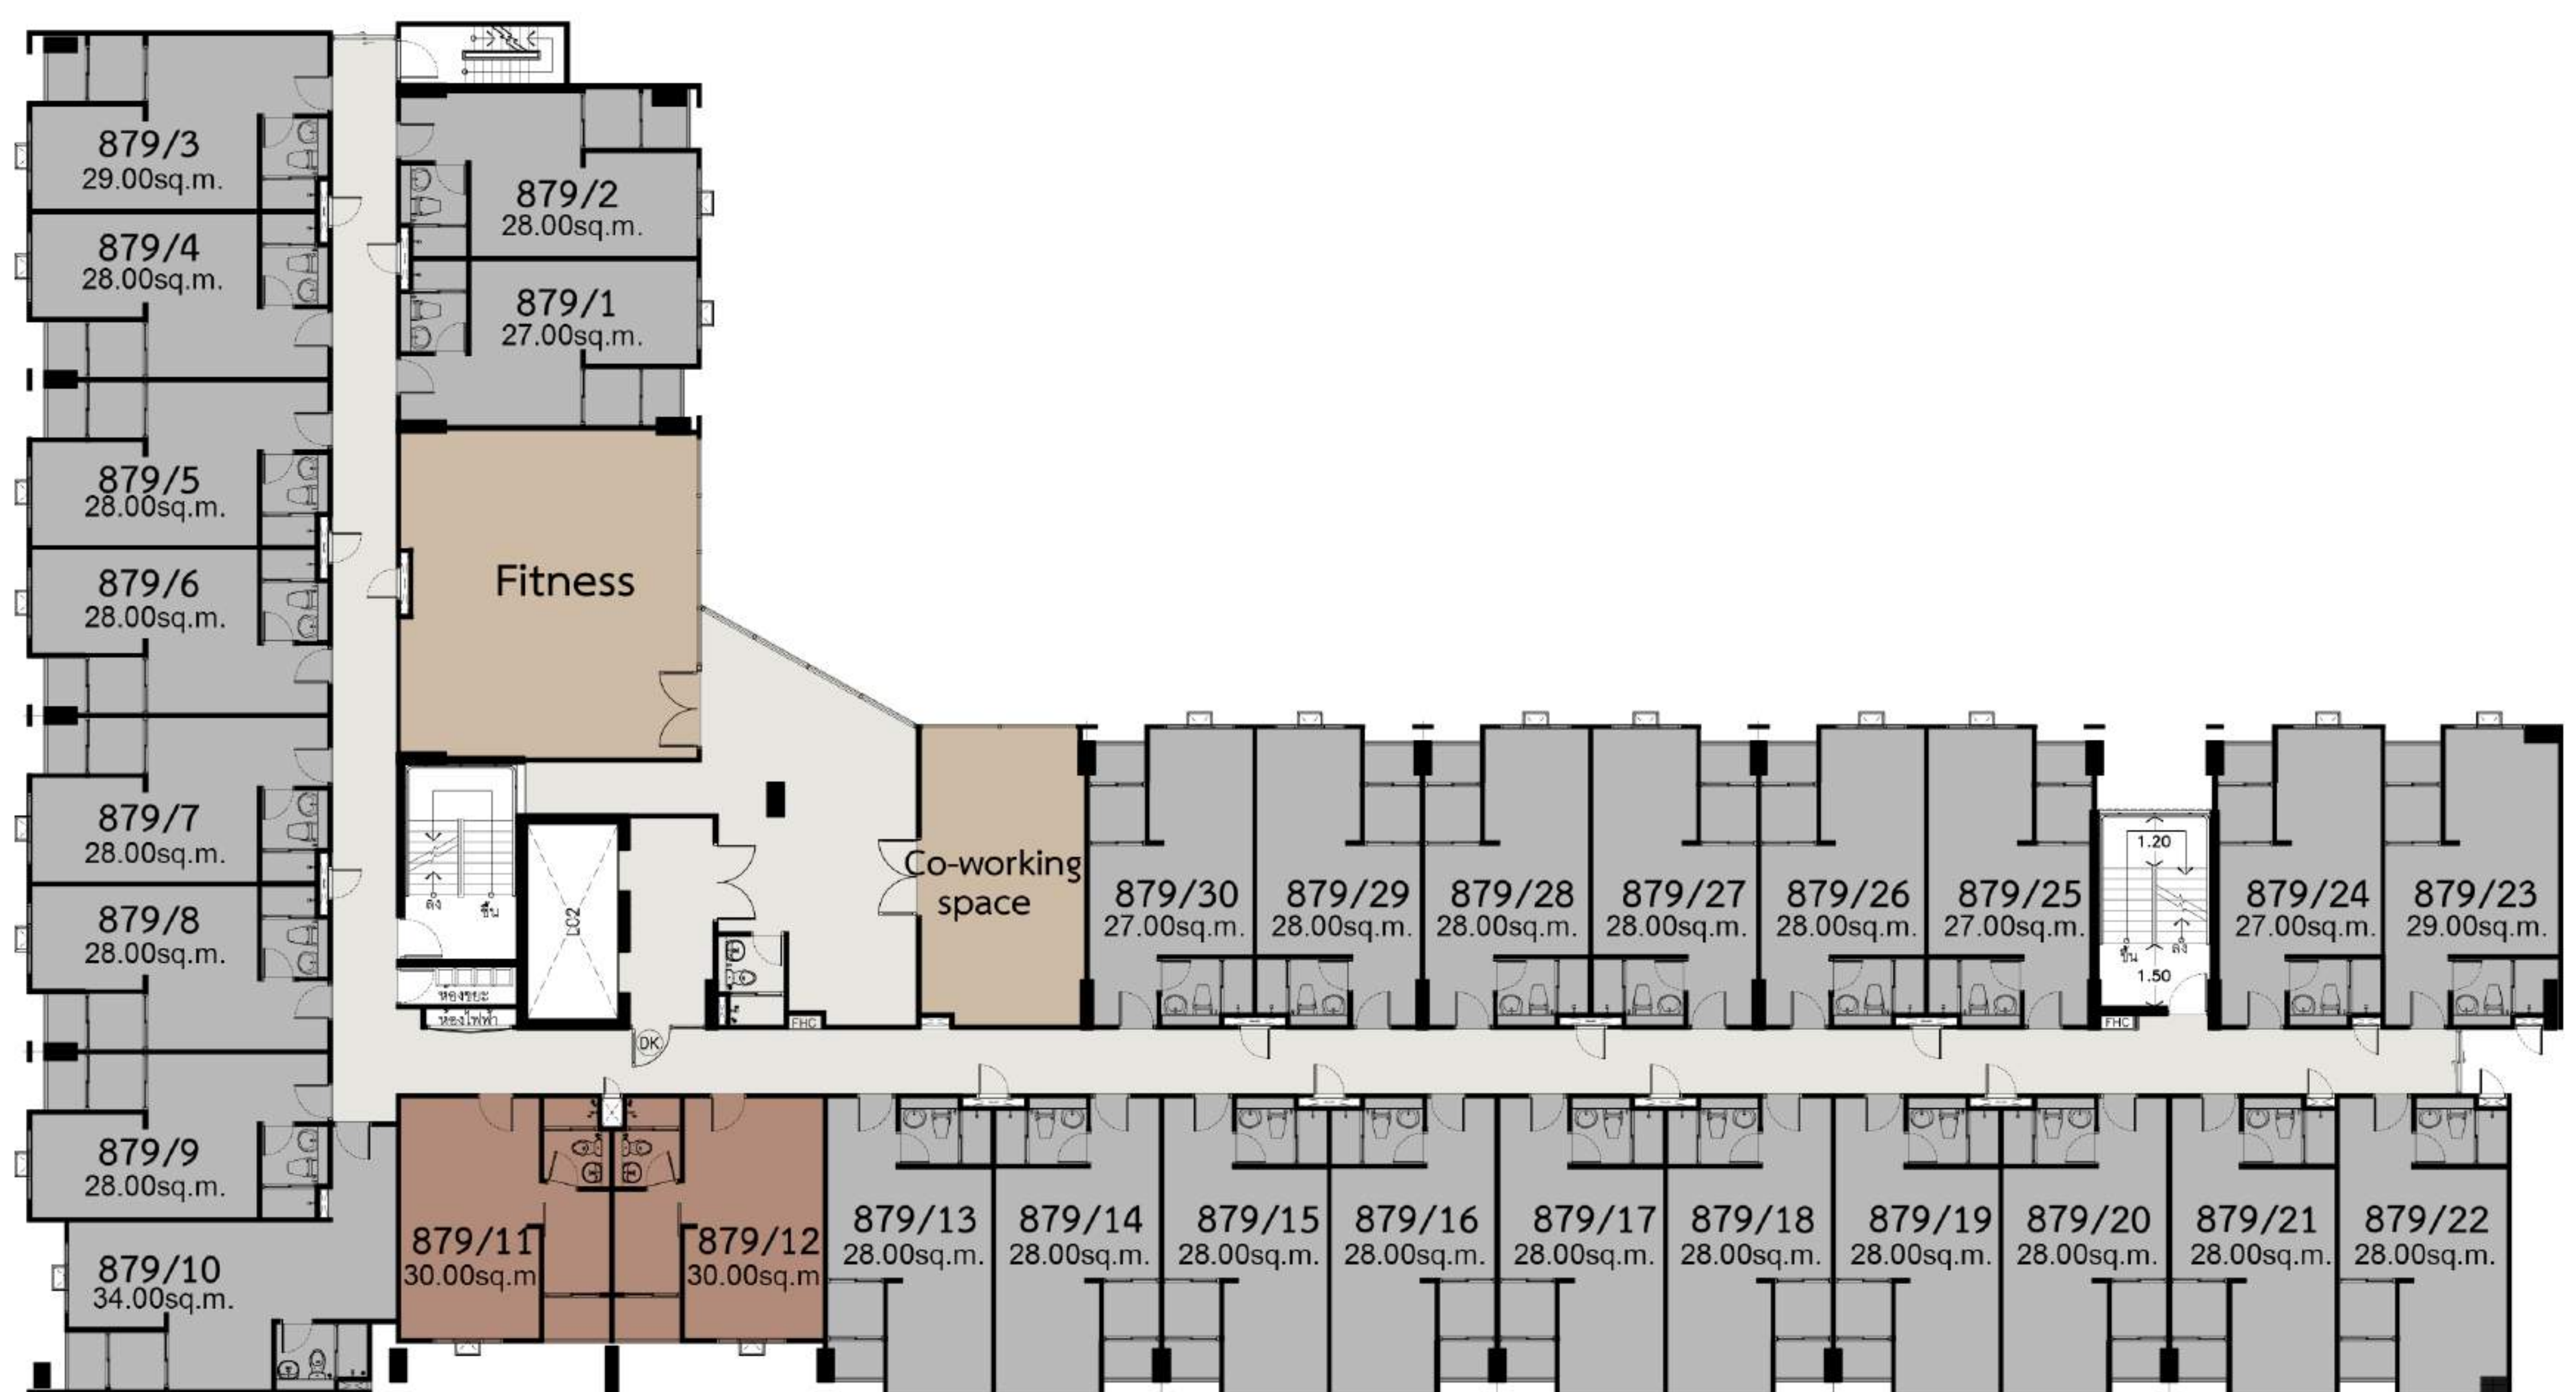 879/3
29.00sq.m.
879/4
28.00sq.m.
879/2
28.00sq.m.
879/1
27.00sq.m.
879/5
28.00sq.m.
879/6
28.00sq.m.
Fitness
879/7
28.00sq.m.
879/8
28.00sq.m.
ลง
ขึ้น
ห้องขยะ
ห้องไฟฟ้า
DK
FHC
Co-working
space
879/30
27.00sq.m.
879/29
28.00sq.m.
879/28
28.00sq.m.
879/27
28.00sq.m.
879/26
28.00sq.m.
879/25
27.00sq.m.
1.20
ขึ้น
ลง
1.50
FHC
879/24
27.00sq.m.
879/23
29.00sq.m.
879/9
28.00sq.m.
879/10
34.00sq.m.
879/11
30.00sq.m
879/12
30.00sq.m
879/13
28.00sq.m.
879/14
28.00sq.m.
879/15
28.00sq.m.
879/16
28.00sq.m.
879/17
28.00sq.m.
879/18
28.00sq.m.
879/19
28.00sq.m.
879/20
28.00sq.m.
879/21
28.00sq.m.
879/22
28.00sq.m.